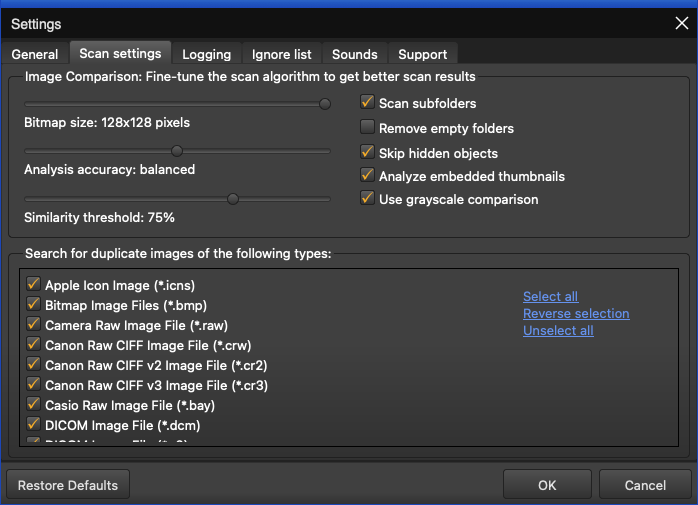 Settings
General Scan settings Logging Ignore list Sounds Support
Image Comparison: Fine-tune the scan algorithm to get better scan results
Bitmap size: 128x128 pixels
Analysis accuracy: balanced
Similarity threshold: 75%
Scan subfolders
Remove empty folders
Skip hidden objects
Analyze embedded thumbnails
Use grayscale comparison
Search for duplicate images of the following types:
Apple Icon Image (*.icns)
Bitmap Image Files (*.bmp)
Camera Raw Image File (*.raw)
Canon Raw CIFF Image File (*.crw)
Canon Raw CIFF v2 Image File (*.cr2)
Canon Raw CIFF v3 Image File (*.cr3)
Casio Raw Image File (*.bay)
DICOM Image File (*.dcm)
DICOM Image File
Select all
Reverse selection
Unselect all
Restore Defaults OK Cancel